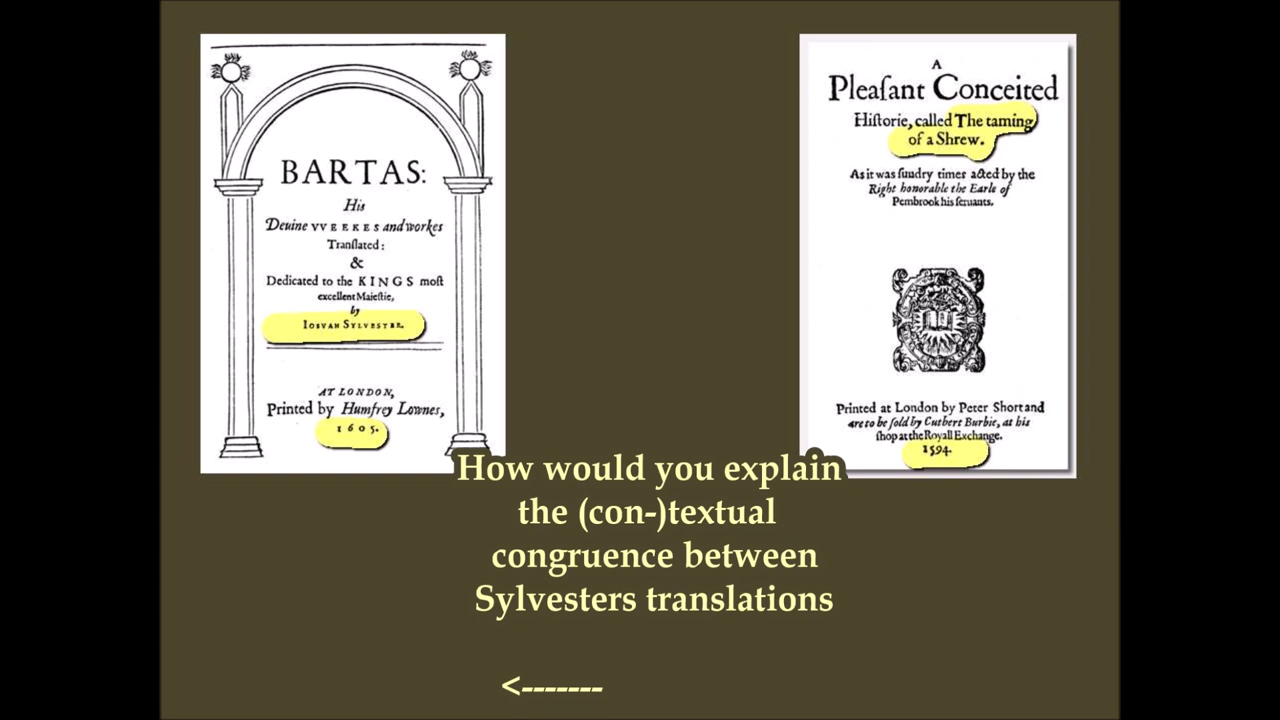 BARTAS:
His
Deuine VVEEKES and workes
Tranſlated:
&
Dedicated to the KINGS moſt
excellent Maieſtie,
by
IOSVAH SYLVESTER.
AT LONDON,
Printed by Humfrey Lownes,
1605.
A
Pleaſant Conceited
Hiſtorie, called The taming
of a Shrew.
As it was ſundry times acted by the
Right honorable the Earle of
Pembrook his ſeruants.
Printed at London by Peter Short and
are to be ſold by Cutbert Burbie, at his
ſhop at the Royall Exchange.
1594.
How would you explain
the (con-)textual
congruence between
Sylvesters translations
<-------